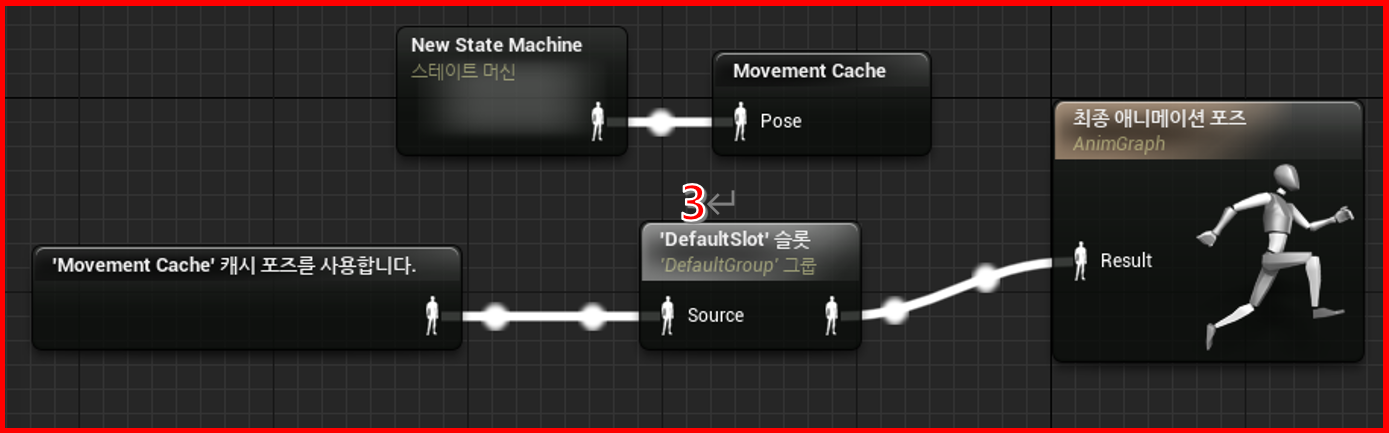 New State Machine
스테이트 머신
Movement Cache
Pose
최종 애니메이션 포즈
AnimGraph
3↵
'DefaultSlot' 슬롯
'DefaultGroup' 그룹
'Movement Cache' 캐시 포즈를 사용합니다.
Source
Result